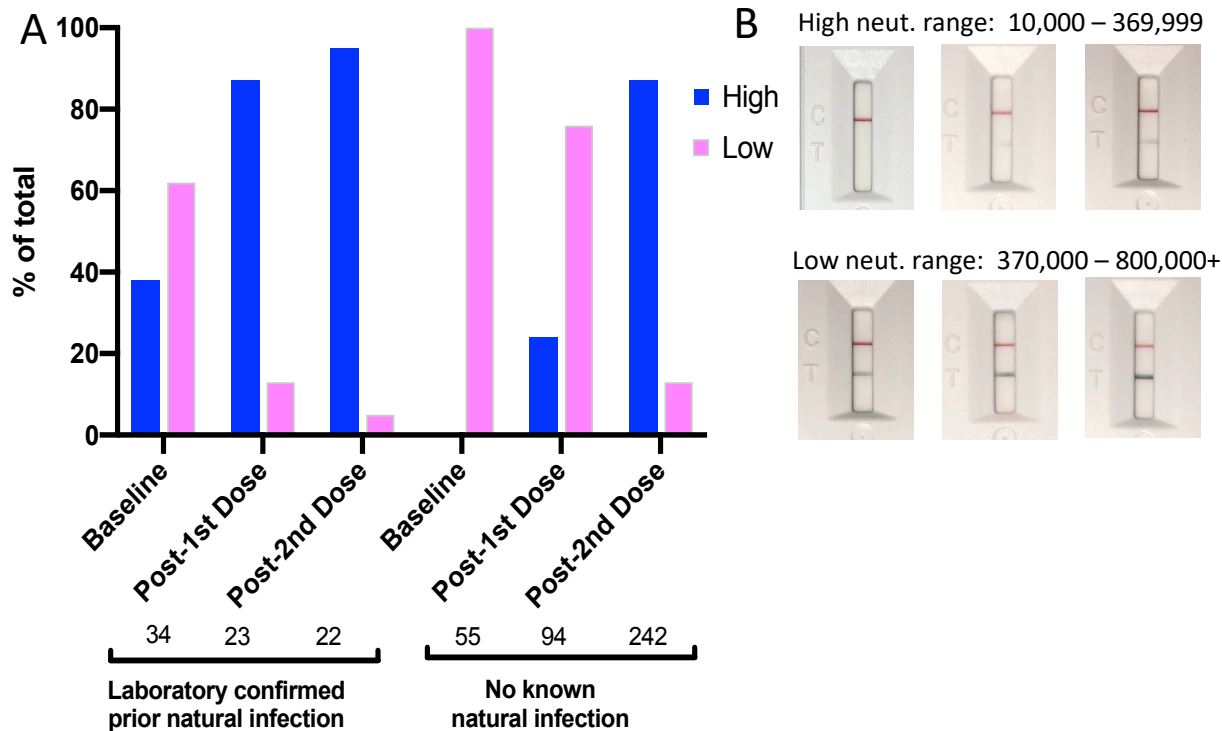 A
100
80
60
40
20
0
% of total
High
Low
Baseline
Post-1st Dose
Post-2nd Dose
Baseline
Post-1st Dose
Post-2nd Dose
34 23 22 55 94 242
Laboratory confirmed
prior natural infection
No known
natural infection
B
High neut. range: 10,000 – 369,999
C
T
C
T
C
T
Low neut. range: 370,000 – 800,000+
C
T
C
T
C
T